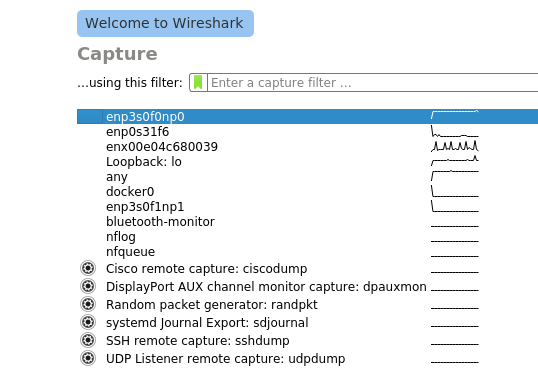 Welcome to Wireshark
Capture
...using this filter: Enter a capture filter ...
enp3s0f0np0
enp0s31f6
enx00e04c680039
Loopback: lo
any
docker0
enp3s0f1np1
bluetooth-monitor
nflog
nfqueue
Cisco remote capture: ciscodump
DisplayPort AUX channel monitor capture: dpauxmon
Random packet generator: randpkt
systemd Journal Export: sdjournal
SSH remote capture: sshdump
UDP Listener remote capture: udpdump